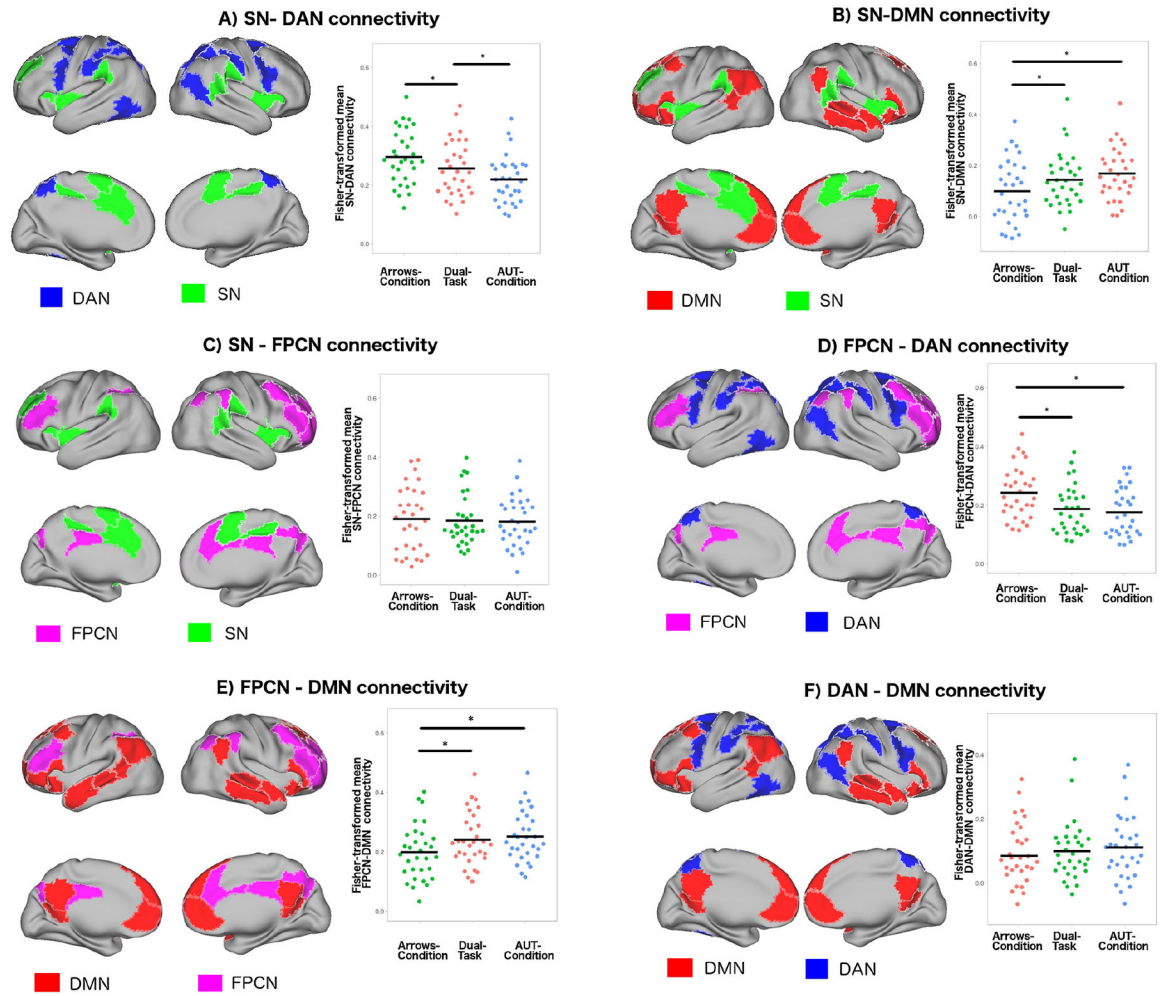 A) SN- DAN connectivity
Fisher-transformed mean
SN-DAN connectivity
0.6
0.4
0.2
0.0
*
*
Arrows-
Condition
Dual-
Task
AUT-
Condition
DAN
SN
B) SN-DMN connectivity
Fisher-transformed mean
SN-DMN connectivity
0.6
0.4
0.2
0.0
*
*
Arrows-
Condition
Dual-
Task
AUT
Condition
DMN
SN
C) SN - FPCN connectivity
Fisher-transformed mean
SN-FPCN connectivity
0.6
0.4
0.2
0.0
Arrows-
Condition
Dual-
Task
AUT-
Condition
FPCN
SN
D) FPCN - DAN connectivity
Fisher-transformed mean
FPCN-DAN connectivity
0.6
0.4
0.2
0.0
*
*
Arrows-
Condition
Dual-
Task
AUT-
Condition
FPCN
DAN
E) FPCN - DMN connectivity
Fisher-transformed mean
FPCN-DMN connectivity
0.6
0.4
0.2
0.0
*
*
Arrows-
Condition
Dual-
Task
AUT-
Condition
DMN
FPCN
F) DAN - DMN connectivity
Fisher-transformed mean
DAN-DMN connectivity
0.4
0.2
0.0
Arrows-
Condition
Dual-
Task
AUT-
Condition
DMN
DAN